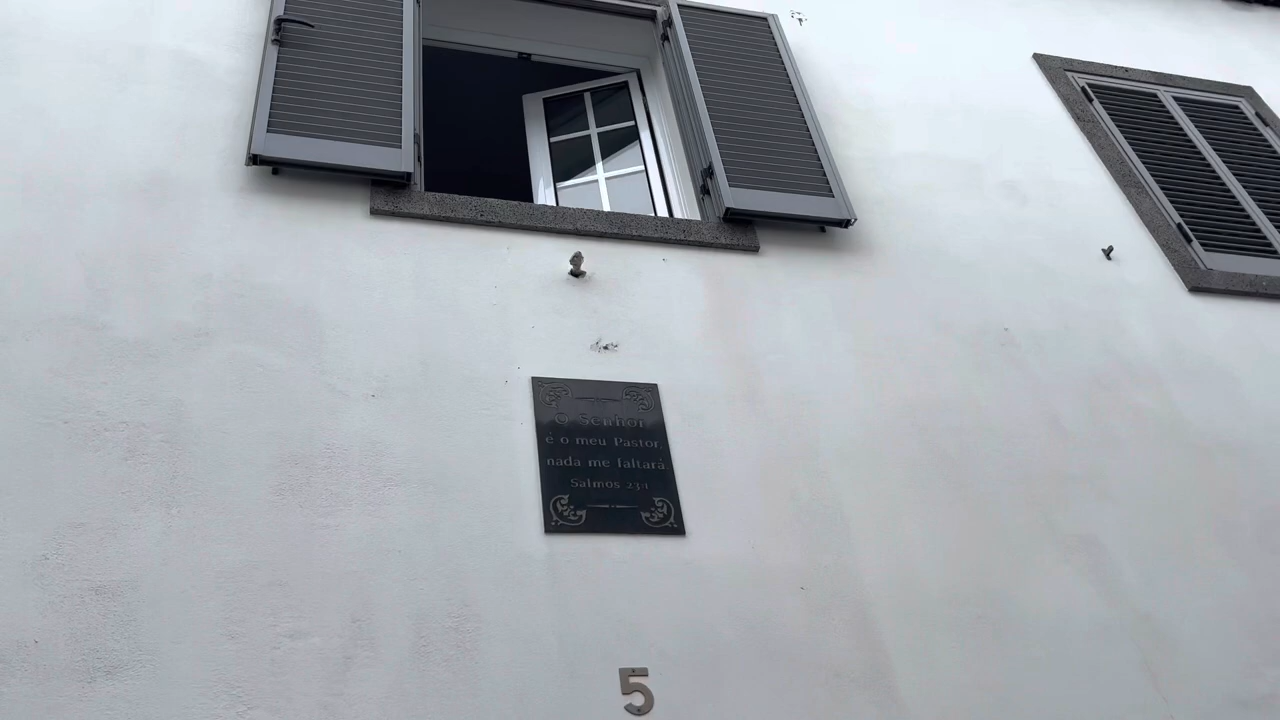 O Senhor
é o meu Pastor,
nada me faltará.
Salmos 23:1
5